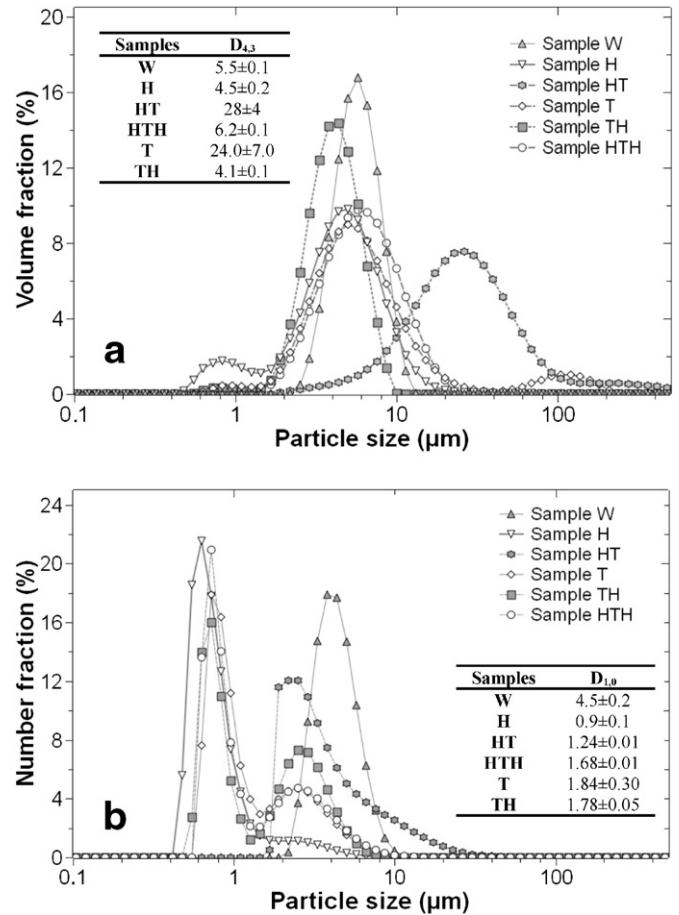 20
16
12
8
4
0
Volume fraction (%)
Samples D4,3
W 5.5±0.1
H 4.5±0.2
HT 28±4
HTH 6.2±0.1
T 24.0±7.0
TH 4.1±0.1
Sample W
Sample H
Sample HT
Sample T
Sample TH
Sample HTH
a
0.1 1 10 100
Particle size (µm)
24
20
16
12
8
4
0
Number fraction (%)
Sample W
Sample H
Sample HT
Sample T
Sample TH
Sample HTH
Samples D1,0
W 4.5±0.2
H 0.9±0.1
HT 1.24±0.01
HTH 1.68±0.01
T 1.84±0.30
TH 1.78±0.05
b
0.1 1 10 100
Particle size (µm)